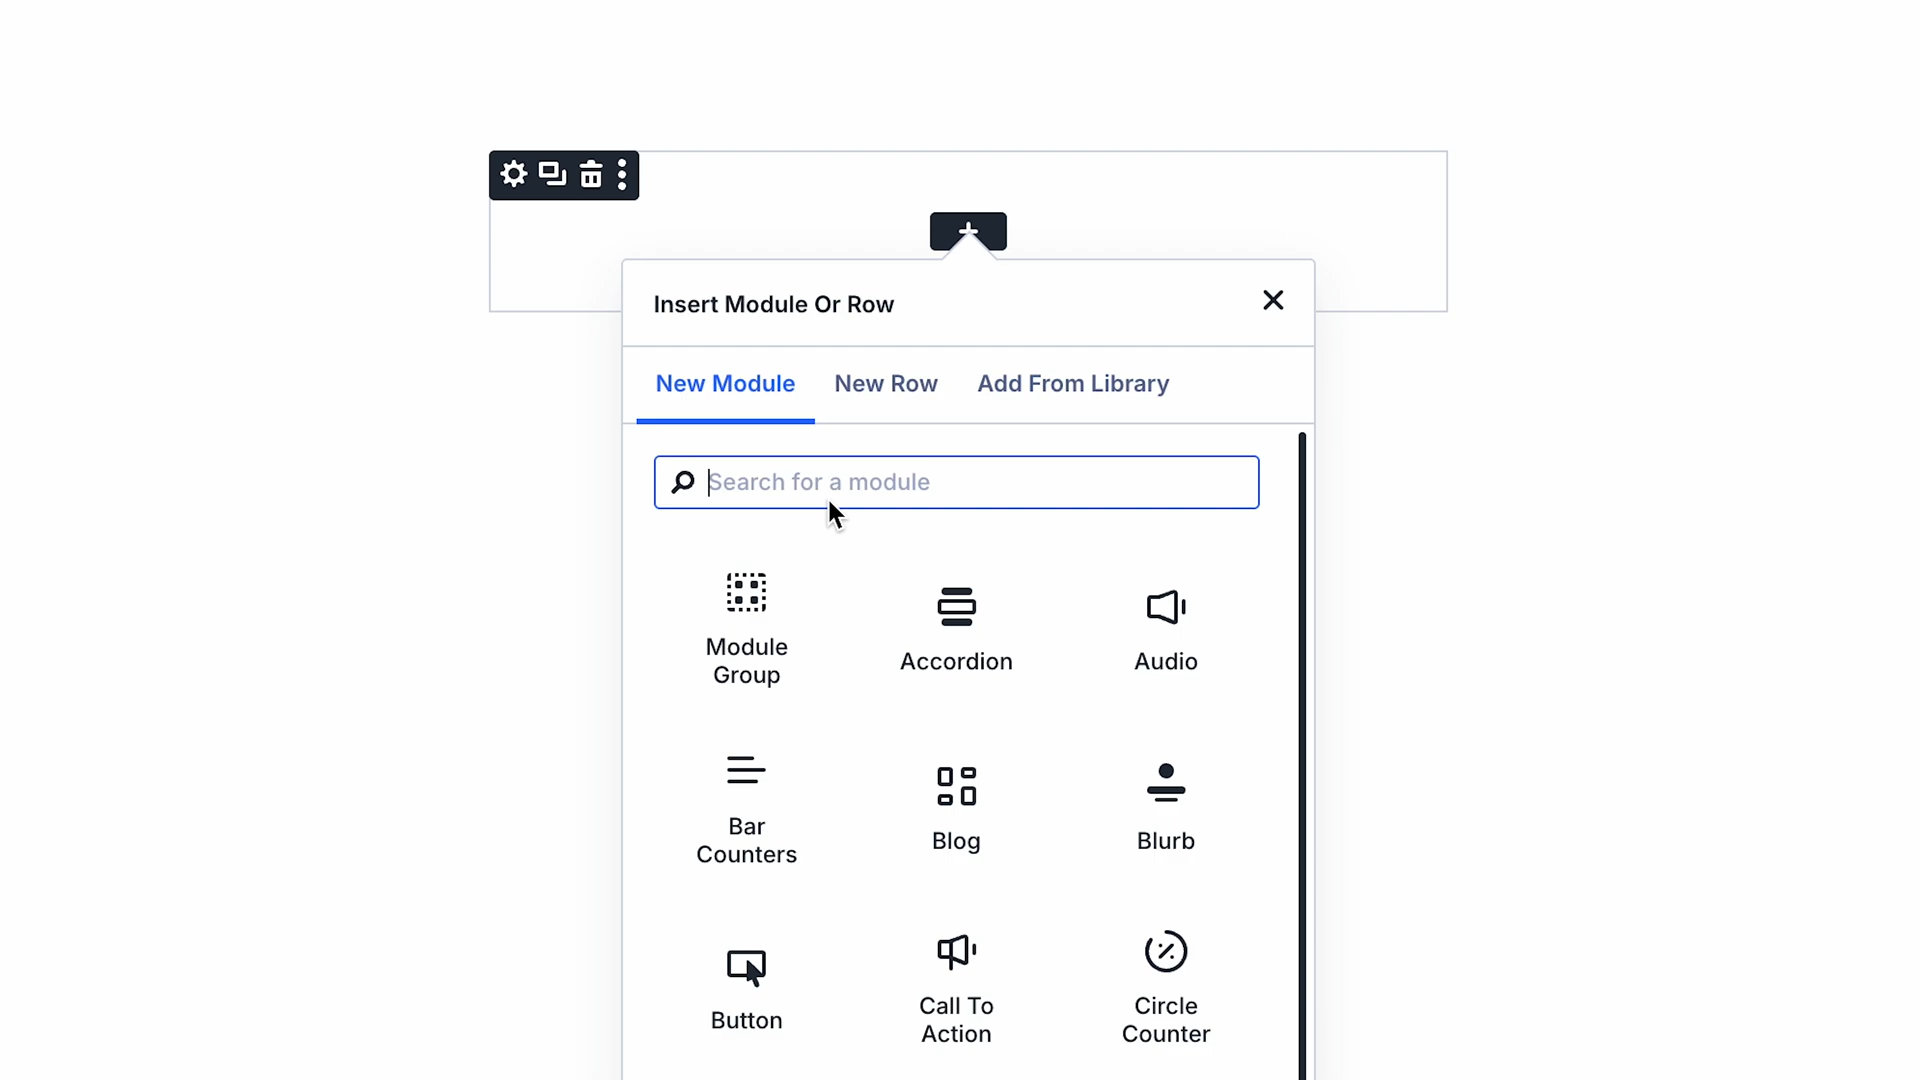 Insert Module Or Row
New Module New Row Add From Library
Search for a module
Module
Group
Accordion
Audio
Bar
Counters
Blog
Blurb
Button
Call To
Action
Circle
Counter